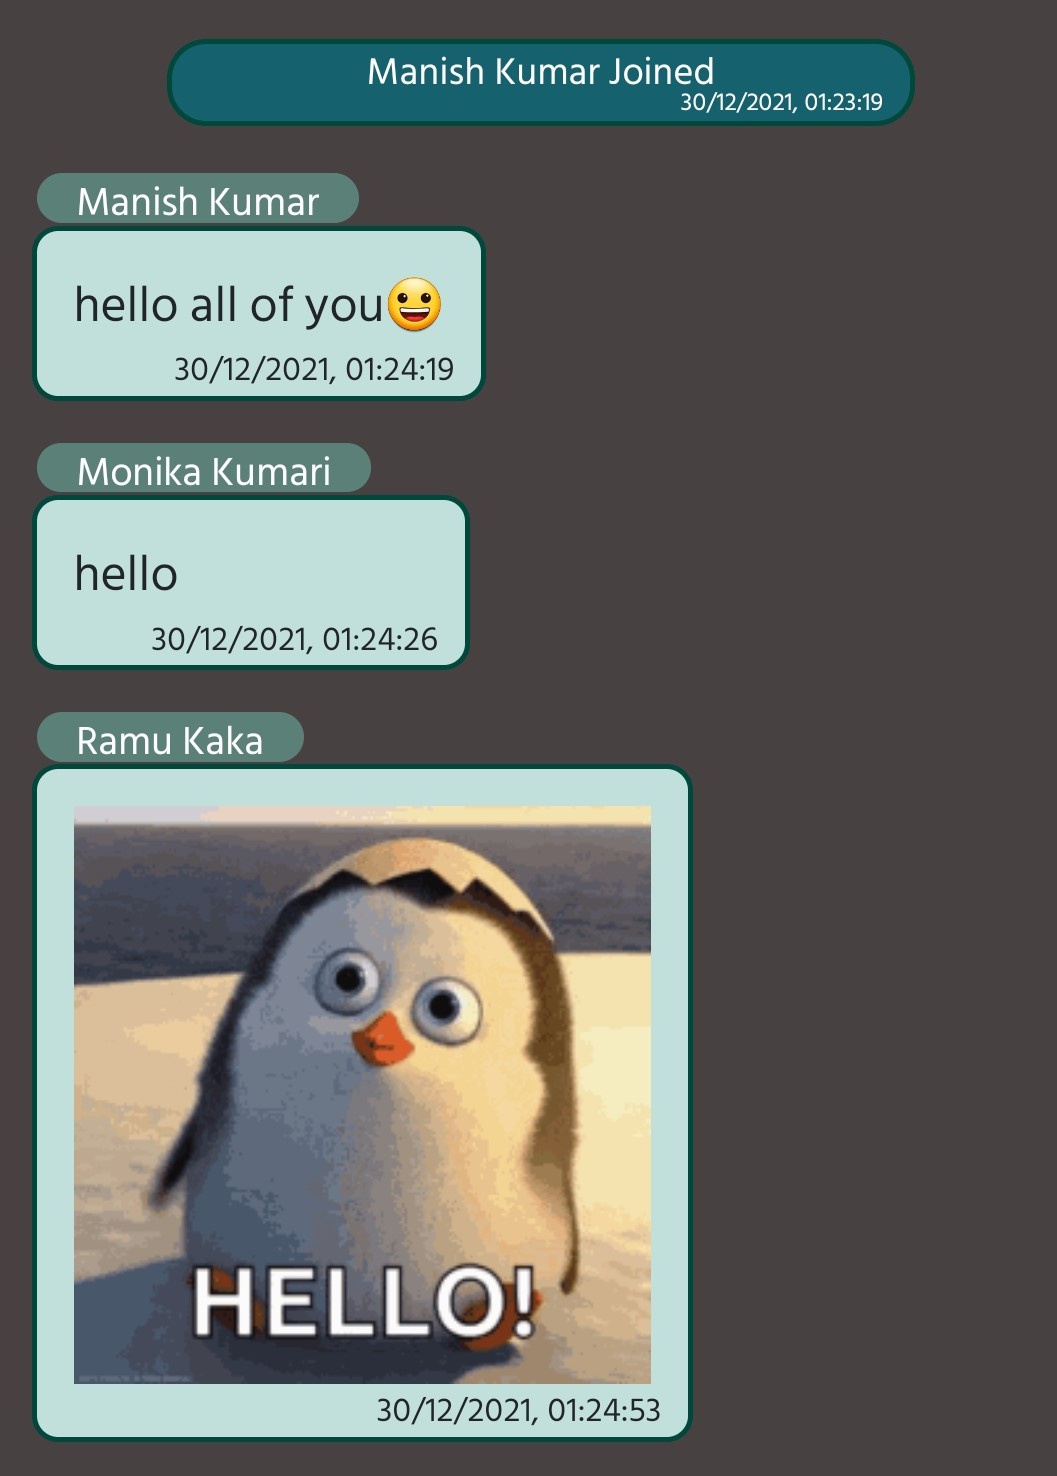 Manish Kumar Joined
30/12/2021, 01:23:19
Manish Kumar
hello all of you😀
30/12/2021, 01:24:19
Monika Kumari
hello
30/12/2021, 01:24:26
Ramu Kaka
HELLO!
30/12/2021, 01:24:53